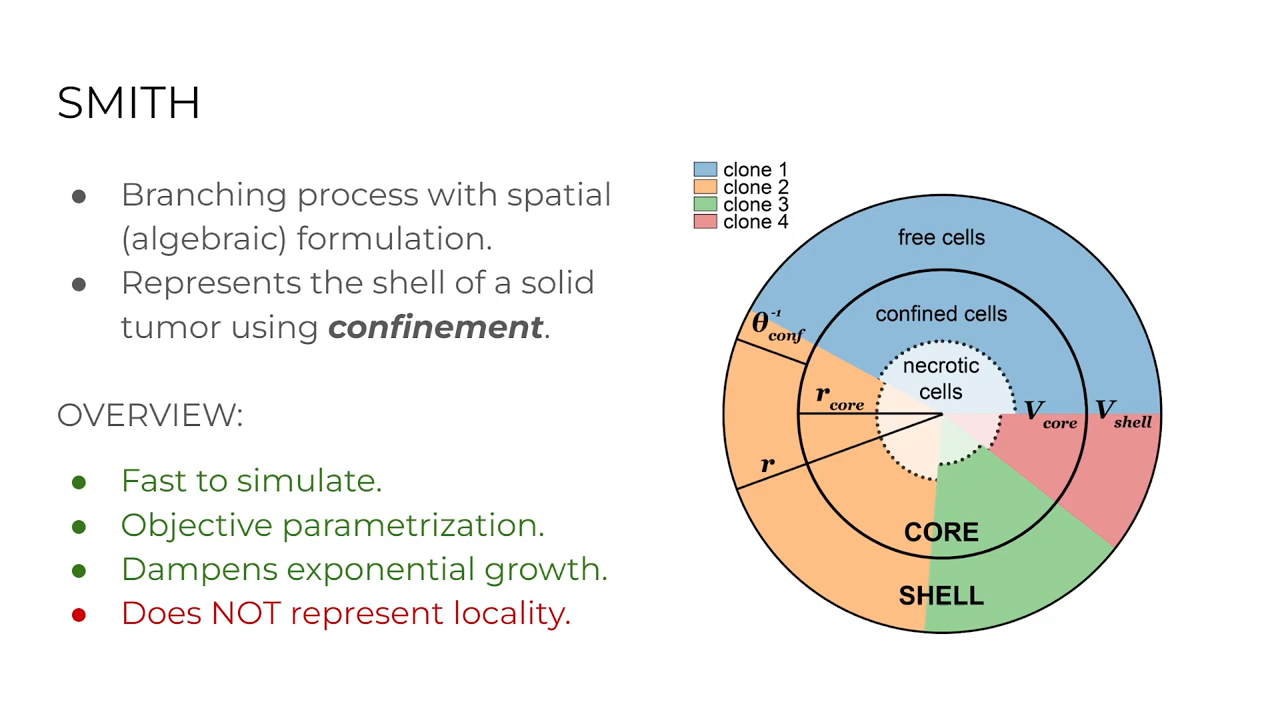 SMITH
● Branching process with spatial
(algebraic) formulation.
● Represents the shell of a solid
tumor using confinement.
OVERVIEW:
● Fast to simulate.
● Objective parametrization.
● Dampens exponential growth.
● Does NOT represent locality.
clone 1
clone 2
clone 3
clone 4
free cells
confined cells
θ⁻¹conf
necrotic
cells
rcore
Vcore
Vshell
r
CORE
SHELL